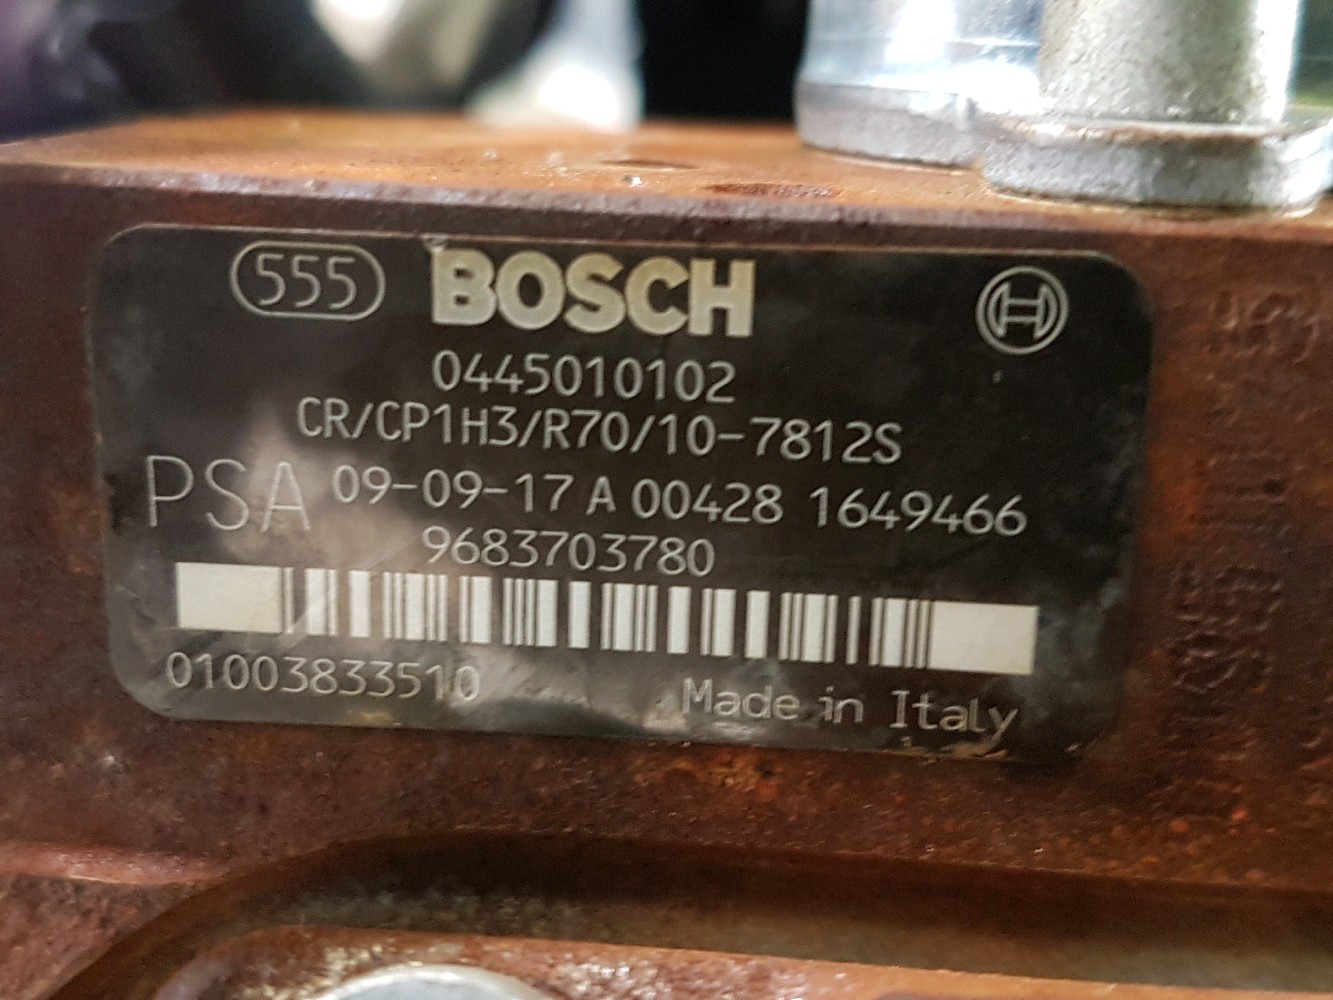 555 BOSCH
0445010102
CR/CP1H3/R70/10-7812S
PSA 09-09-17 A 00428 1649466
9683703780
01003833510 Made in Italy